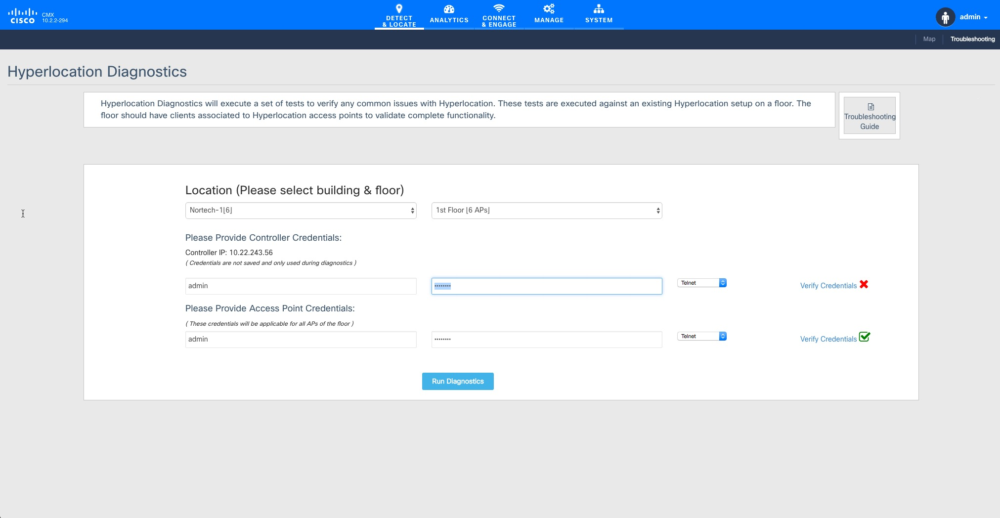 CISCO
CMX
10.2.2-294
DETECT
& LOCATE
ANALYTICS
CONNECT
& ENGAGE
MANAGE
SYSTEM
admin
Map
Troubleshooting
Hyperlocation Diagnostics
Hyperlocation Diagnostics will execute a set of tests to verify any common issues with Hyperlocation. These tests are executed against an existing Hyperlocation setup on a floor. The
floor should have clients associated to Hyperlocation access points to validate complete functionality.
Troubleshooting
Guide
Location (Please select building & floor)
Nortech-1[6]
1st Floor [6 APs]
Please Provide Controller Credentials:
Controller IP: 10.22.243.56
( Credentials are not saved and only used during diagnostics )
admin
••••••••
Telnet
Verify Credentials
Please Provide Access Point Credentials:
( These credentials will be applicable for all APs of the floor )
admin
••••••••
Telnet
Verify Credentials
Run Diagnostics